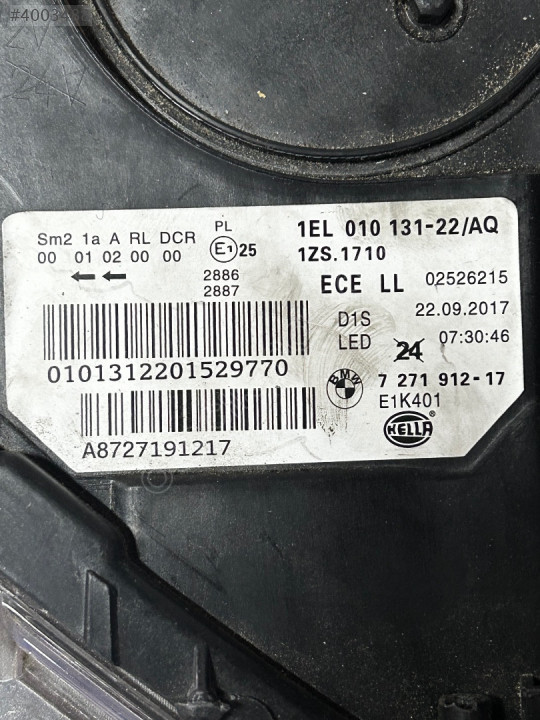 #4003
PL
Sm2 1a A RL DCR
00 01 02 00 00
E1 25
2886
2887
1EL 010 131-22/AQ
1ZS.1710
ECE LL 02526215
D1S 22.09.2017
LED 24 07:30:46
0101312201529770
BMW 7 271 912-17
E1K401
HELLA
A8727191217